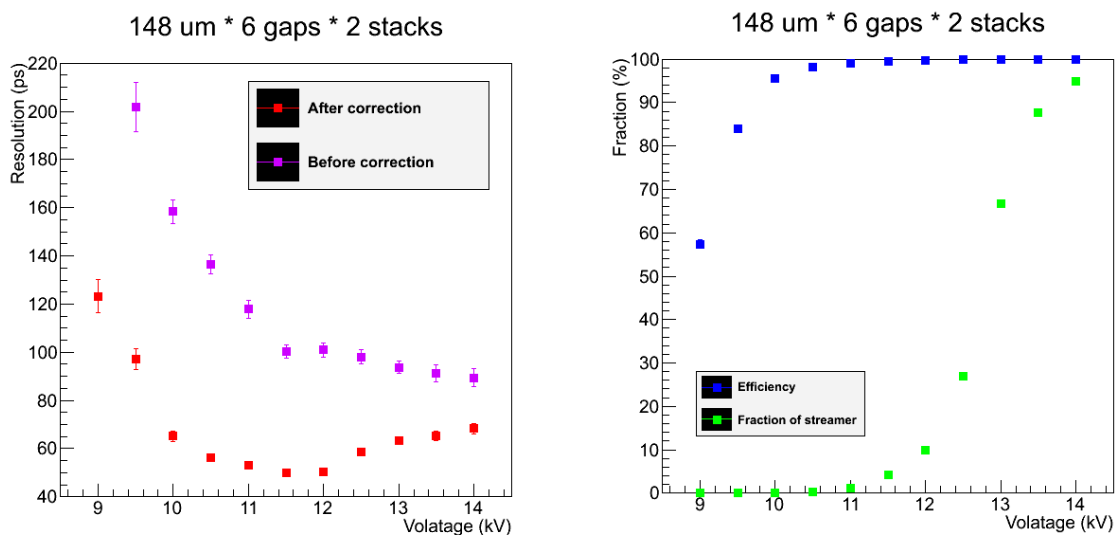 148 um * 6 gaps * 2 stacks
Resolution (ps)
220
200
180
160
140
120
100
80
60
40
After correction
Before correction
9 10 11 12 13 14
Volatage (kV)
148 um * 6 gaps * 2 stacks
Fraction (%)
100
90
80
70
60
50
40
30
20
10
0
Efficiency
Fraction of streamer
9 10 11 12 13 14
Volatage (kV)